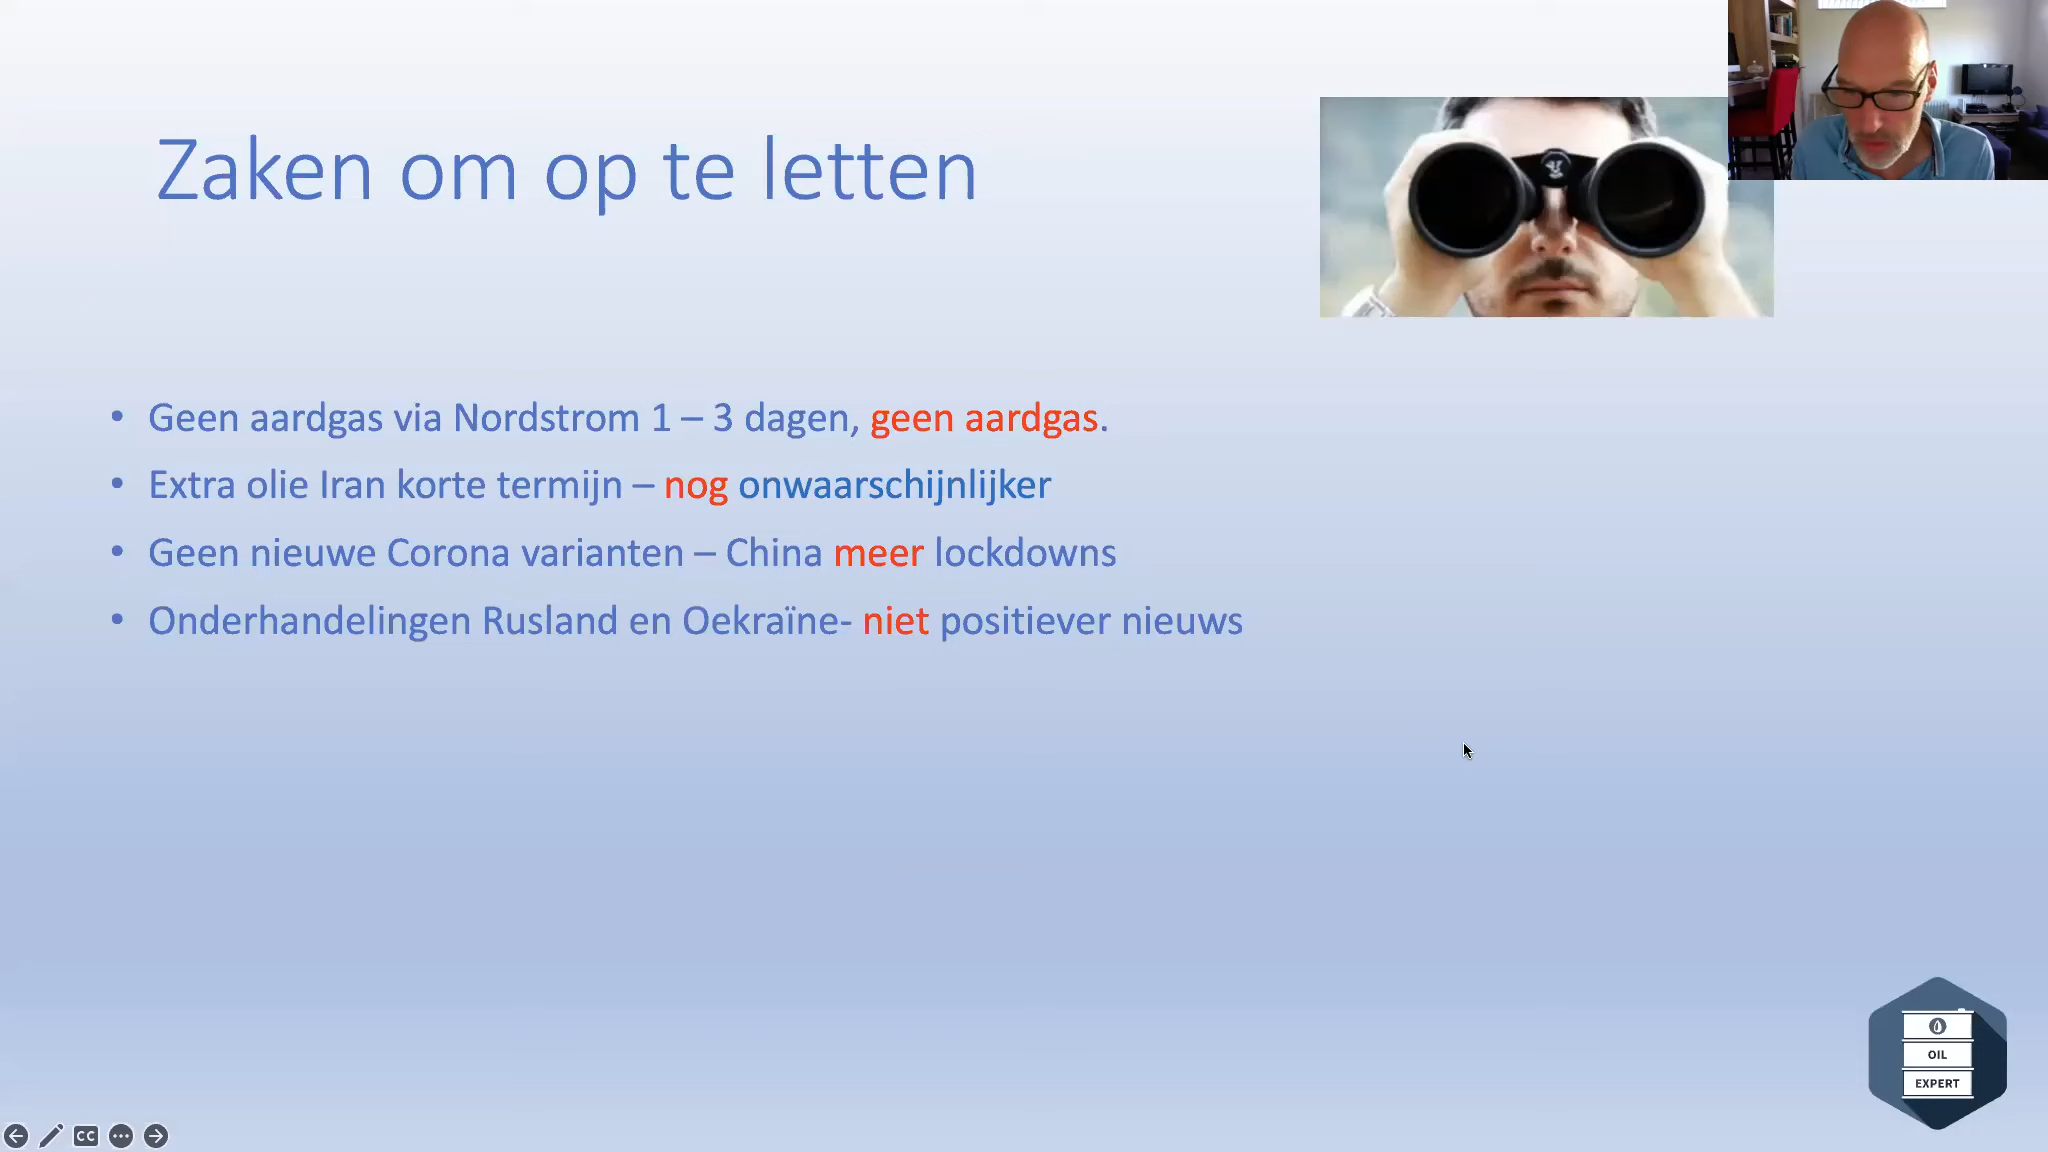 Zaken om op te letten
• Geen aardgas via Nordstrom 1 – 3 dagen, geen aardgas.
• Extra olie Iran korte termijn – nog onwaarschijnlijker
• Geen nieuwe Corona varianten – China meer lockdowns
• Onderhandelingen Rusland en Oekraïne- niet positiever nieuws
OIL
EXPERT
CC